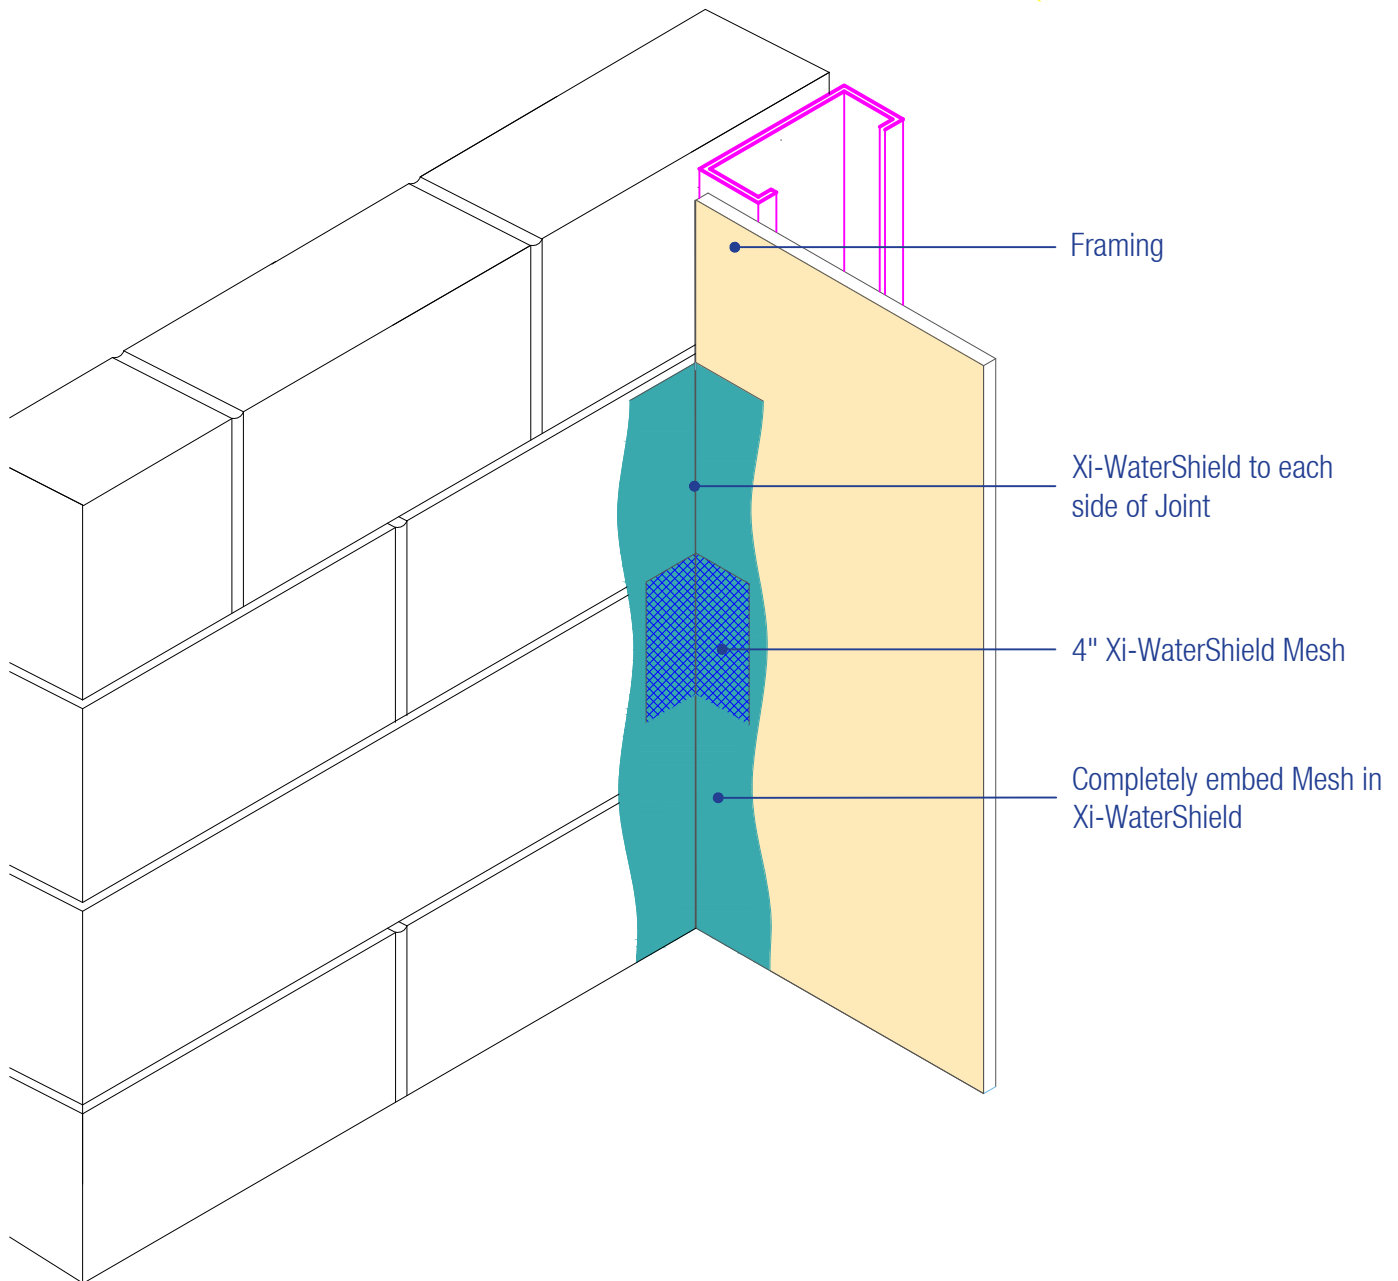 Framing
Xi-WaterShield to each
side of Joint
4" Xi-WaterShield Mesh
Completely embed Mesh in
Xi-WaterShield